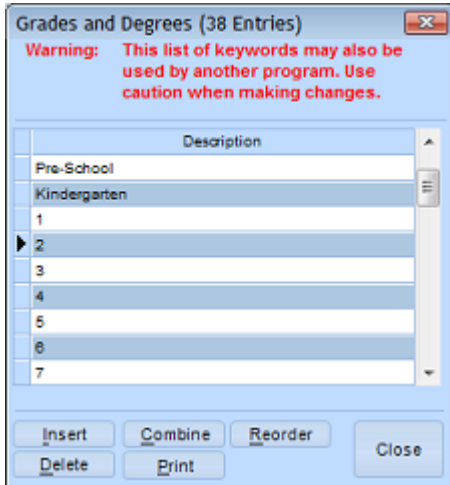 Grades and Degrees (38 Entries)
Warning: This list of keywords may also be
used by another program. Use
caution when making changes.
Description
Pre-School
Kindergarten
1
2
3
4
5
6
7
Insert Combine Reorder
Close
Delete Print